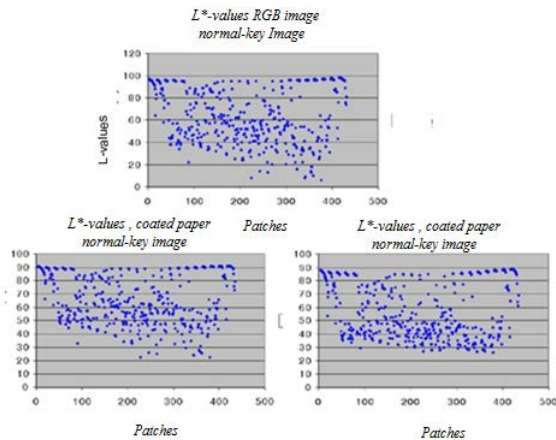 L*-values RGB image
normal-key Image
120
100
80
60
40
20
0
L-values
0 100 200 300 400 500
Patches
L*-values , coated paper
normal-key image
100
90
80
70
60
50
40
30
20
10
0
0 100 200 300 400 500
Patches
L*-values , coated paper
normal-key image
100
90
80
70
60
50
40
30
20
10
0
0 100 200 300 400 500
Patches